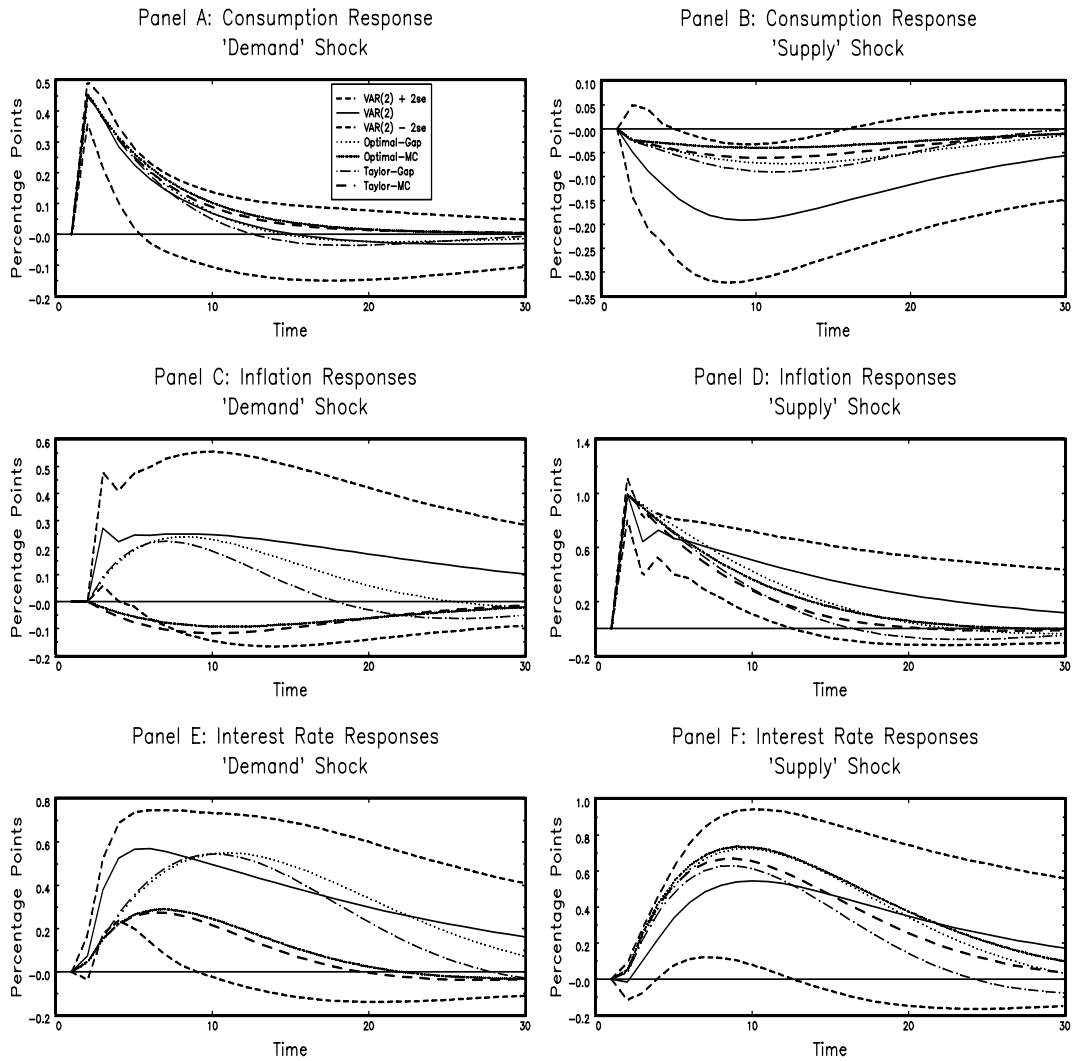 Panel A: Consumption Response
'Demand' Shock
Percentage Points
0.5
0.4
0.3
0.2
0.1
-0.0
-0.1
-0.2
0
10
20
30
Time
VAR(2) + 2se
VAR(2)
VAR(2) - 2se
Optimal-Gap
Optimal-MC
Taylor-Gap
Taylor-MC
Panel B: Consumption Response
'Supply' Shock
Percentage Points
0.10
0.05
-0.00
-0.05
-0.10
-0.15
-0.20
-0.25
-0.30
-0.35
0
10
20
30
Time
Panel C: Inflation Responses
'Demand' Shock
Percentage Points
0.6
0.5
0.4
0.3
0.2
0.1
-0.0
-0.1
-0.2
0
10
20
30
Time
Panel D: Inflation Responses
'Supply' Shock
Percentage Points
1.4
1.0
0.6
0.2
-0.2
0
10
20
30
Time
Panel E: Interest Rate Responses
'Demand' Shock
Percentage Points
0.8
0.6
0.4
0.2
-0.0
-0.2
0
10
20
30
Time
Panel F: Interest Rate Responses
'Supply' Shock
Percentage Points
1.0
0.8
0.6
0.4
0.2
-0.0
-0.2
0
10
20
30
Time